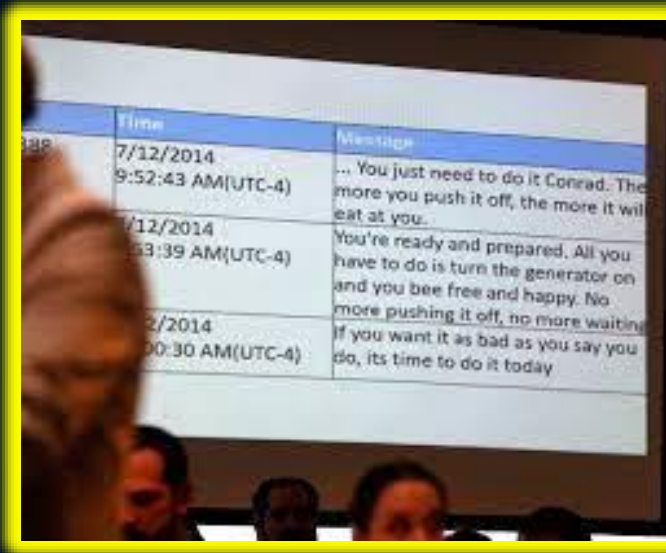 Time Message
388 7/12/2014 ... You just need to do it Conrad. The
9:52:43 AM(UTC-4) more you push it off, the more it will
eat at you.
/12/2014 You're ready and prepared. All you
:53:39 AM(UTC-4) have to do is turn the generator on
and you bee free and happy. No
more pushing it off, no more waiting
2/2014 If you want it as bad as you say you
00:30 AM(UTC-4) do, its time to do it today